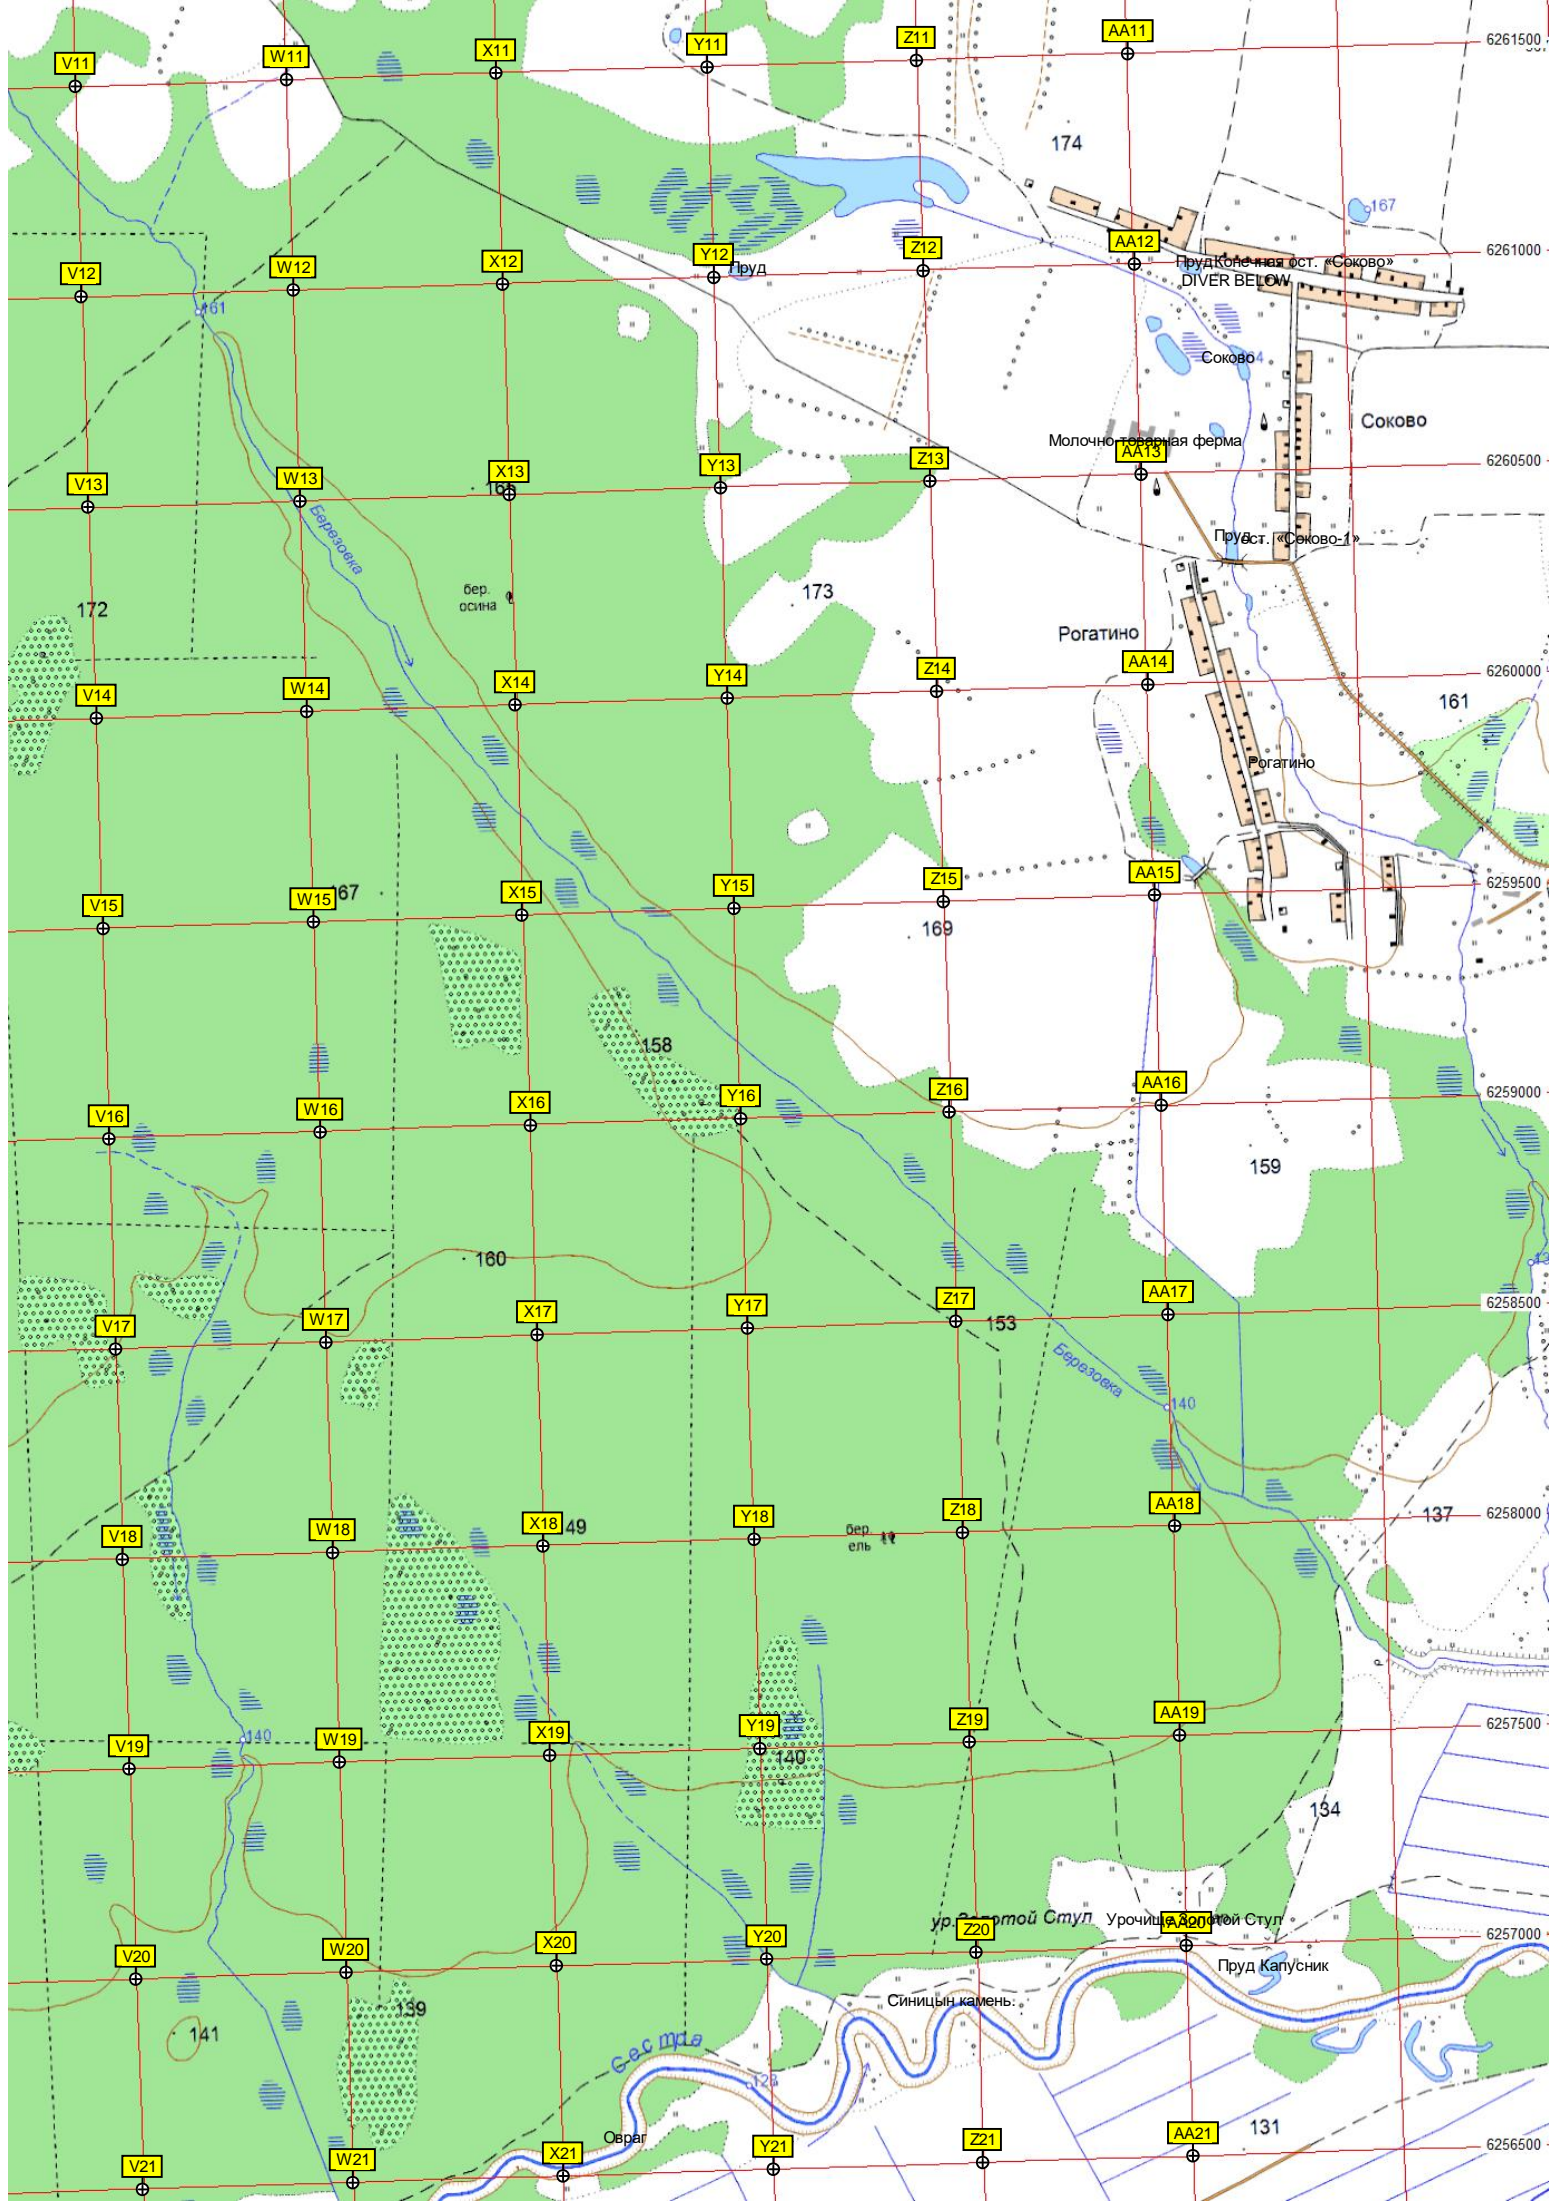 V11
W11
X11
Y11
Z11
AA11
6261500
174
167
V12
W12
X12
Y12
Пруд
Z12
AA12
6261000
Пруд
Конечная ост. «Соково»
DIVER BELOW
161
Соково
Соково
Молочно-товарная ферма
V13
W13
X13
Y13
Z13
AA13
6260500
Березовка
Пруд
ост. «Соково-1»
172
бер.
осина
173
Рогатино
V14
W14
X14
Y14
Z14
AA14
6260000
161
Рогатино
V15
W15
67
X15
Y15
Z15
AA15
6259500
169
158
V16
W16
X16
Y16
Z16
AA16
6259000
159
160
V17
W17
X17
Y17
Z17
AA17
6258500
153
Березовка
140
V18
W18
X18
49
Y18
бер.
ель
Z18
AA18
137
6258000
140
V19
W19
X19
Y19
140
Z19
AA19
6257500
134
ур. Золотой Стул
Урочище Золотой Стул
V20
W20
X20
Y20
Z20
AA20
6257000
Пруд Капусник
139
141
Синицын камень.
Сестра
123
Овраг
131
V21
W21
X21
Y21
Z21
AA21
6256500